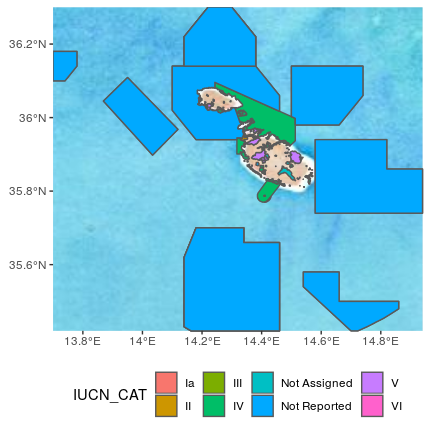 36.2°N
36°N
35.8°N
35.6°N
13.8°E 14°E 14.2°E 14.4°E 14.6°E 14.8°E
IUCN_CAT
Ia III Not Assigned V
II IV Not Reported VI